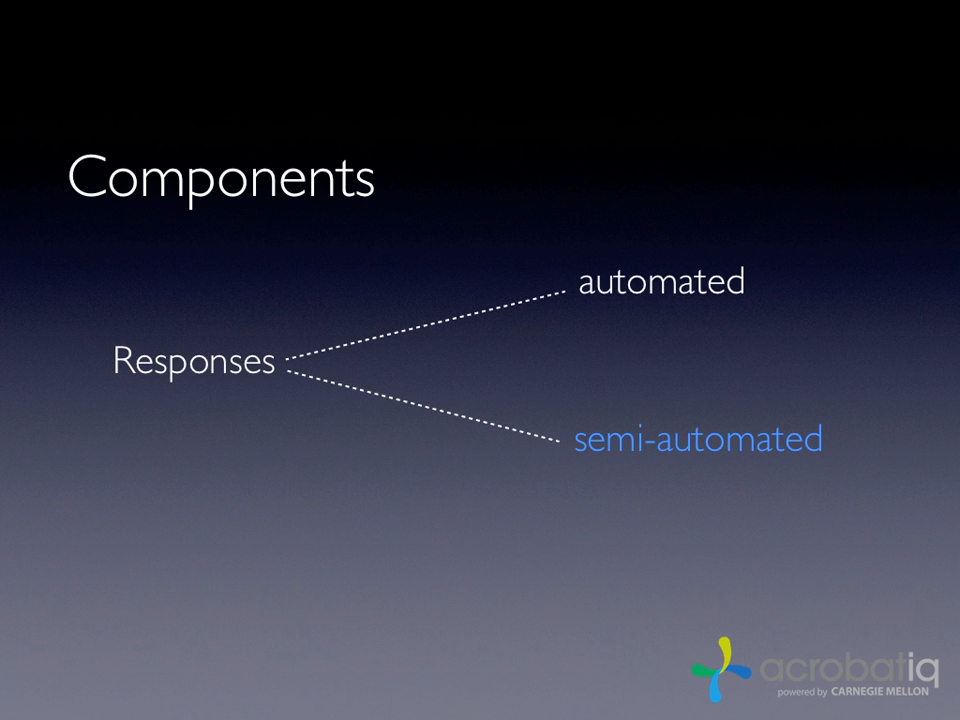 Components
automated
Responses
semi-automated
acrobatiq
powered by CARNEGIE MELLON